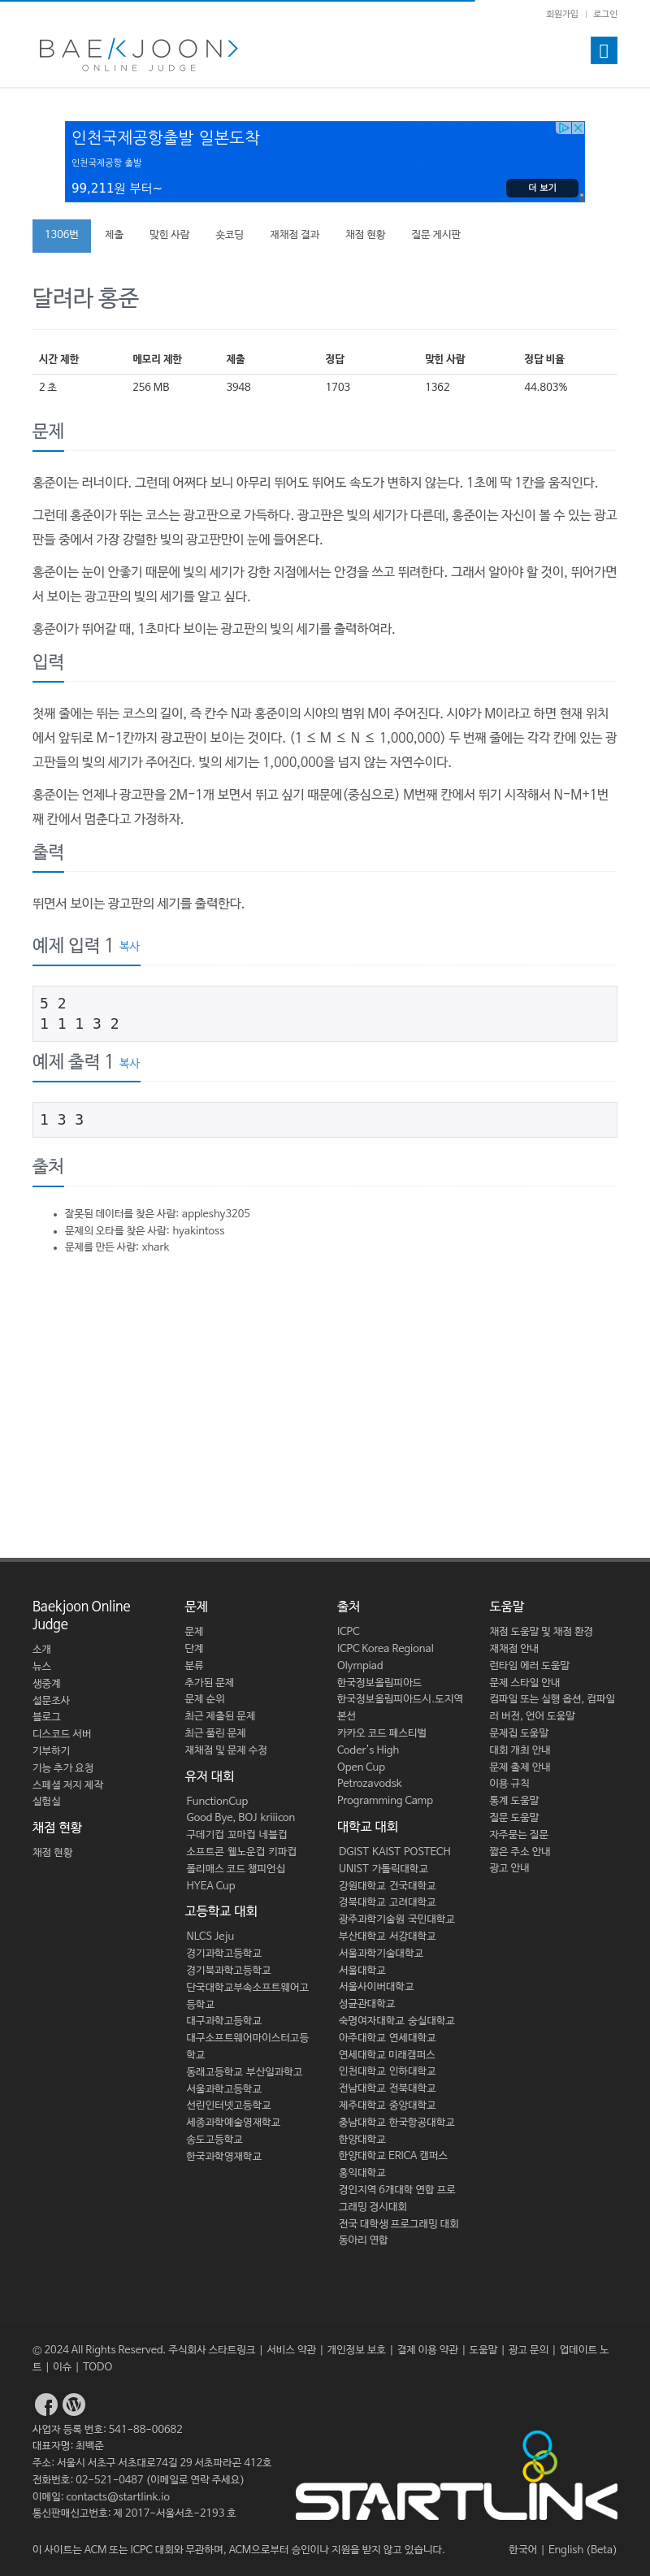 회원가입 | 로그인
BAE/KJOON>
ONLINE JUDGE
인천국제공항출발 일본도착
인천국제공항 출발
99,211원 부터~
더 보기
1306번 제출 맞힌 사람 숏코딩 재채점 결과 채점 현황 질문 게시판
달려라 홍준
시간 제한 메모리 제한 제출 정답 맞힌 사람 정답 비율
2 초 256 MB 3948 1703 1362 44.803%
문제
홍준이는 러너이다. 그런데 어쩌다 보니 아무리 뛰어도 뛰어도 속도가 변하지 않는다. 1초에 딱 1칸을 움직인다.
그런데 홍준이가 뛰는 코스는 광고판으로 가득하다. 광고판은 빛의 세기가 다른데, 홍준이는 자신이 볼 수 있는 광고
판들 중에서 가장 강렬한 빛의 광고판만이 눈에 들어온다.
홍준이는 눈이 안좋기 때문에 빛의 세기가 강한 지점에서는 안경을 쓰고 뛰려한다. 그래서 알아야 할 것이, 뛰어가면
서 보이는 광고판의 빛의 세기를 알고 싶다.
홍준이가 뛰어갈 때, 1초마다 보이는 광고판의 빛의 세기를 출력하여라.
입력
첫째 줄에는 뛰는 코스의 길이, 즉 칸수 N과 홍준이의 시야의 범위 M이 주어진다. 시야가 M이라고 하면 현재 위치
에서 앞뒤로 M-1칸까지 광고판이 보이는 것이다. (1 ≤ M ≤ N ≤ 1,000,000) 두 번째 줄에는 각각 칸에 있는 광
고판들의 빛의 세기가 주어진다. 빛의 세기는 1,000,000을 넘지 않는 자연수이다.
홍준이는 언제나 광고판을 2M-1개 보면서 뛰고 싶기 때문에(중심으로) M번째 칸에서 뛰기 시작해서 N-M+1번
째 칸에서 멈춘다고 가정하자.
출력
뛰면서 보이는 광고판의 세기를 출력한다.
예제 입력 1 복사
5 2
1 1 1 3 2
예제 출력 1 복사
1 3 3
출처
• 잘못된 데이터를 찾은 사람: appleshy3205
• 문제의 오타를 찾은 사람: hyakintoss
• 문제를 만든 사람: xhark
Baekjoon Online
Judge
소개
뉴스
생중계
설문조사
블로그
디스코드 서버
기부하기
기능 추가 요청
스페셜 저지 제작
실험실
채점 현황
채점 현황
문제
문제
단계
분류
추가된 문제
문제 순위
최근 제출된 문제
최근 풀린 문제
재채점 및 문제 수정
유저 대회
FunctionCup
Good Bye, BOJ kriiicon
구데기컵 꼬마컵 네블컵
소프트콘 웰노운컵 키파컵
폴리매스 코드 챔피언십
HYEA Cup
고등학교 대회
NLCS Jeju
경기과학고등학교
경기북과학고등학교
단국대학교부속소프트웨어고
등학교
대구과학고등학교
대구소프트웨어마이스터고등
학교
동래고등학교 부산일과학고
서울과학고등학교
선린인터넷고등학교
세종과학예술영재학교
송도고등학교
한국과학영재학교
출처
ICPC
ICPC Korea Regional
Olympiad
한국정보올림피아드
한국정보올림피아드시.도지역
본선
카카오 코드 페스티벌
Coder's High
Open Cup
Petrozavodsk
Programming Camp
대학교 대회
DGIST KAIST POSTECH
UNIST 가톨릭대학교
강원대학교 건국대학교
경북대학교 고려대학교
광주과학기술원 국민대학교
부산대학교 서강대학교
서울과학기술대학교
서울대학교
서울사이버대학교
성균관대학교
숙명여자대학교 숭실대학교
아주대학교 연세대학교
연세대학교 미래캠퍼스
인천대학교 인하대학교
전남대학교 전북대학교
제주대학교 중앙대학교
충남대학교 한국항공대학교
한양대학교
한양대학교 ERICA 캠퍼스
홍익대학교
경인지역 6개대학 연합 프로
그래밍 경시대회
전국 대학생 프로그래밍 대회
동아리 연합
도움말
채점 도움말 및 채점 환경
재채점 안내
런타임 에러 도움말
문제 스타일 안내
컴파일 또는 실행 옵션, 컴파일
러 버전, 언어 도움말
문제집 도움말
대회 개최 안내
문제 출제 안내
이용 규칙
통계 도움말
질문 도움말
자주묻는 질문
짧은 주소 안내
광고 안내
© 2024 All Rights Reserved. 주식회사 스타트링크 | 서비스 약관 | 개인정보 보호 | 결제 이용 약관 | 도움말 | 광고 문의 | 업데이트 노
트 | 이슈 | TODO
사업자 등록 번호: 541-88-00682
대표자명: 최백준
주소: 서울시 서초구 서초대로74길 29 서초파라곤 412호
전화번호: 02-521-0487 (이메일로 연락 주세요)
이메일: contacts@startlink.io
통신판매신고번호: 제 2017-서울서초-2193 호
STARTLINK
이 사이트는 ACM 또는 ICPC 대회와 무관하며, ACM으로부터 승인이나 지원을 받지 않고 있습니다.
한국어 | English (Beta)